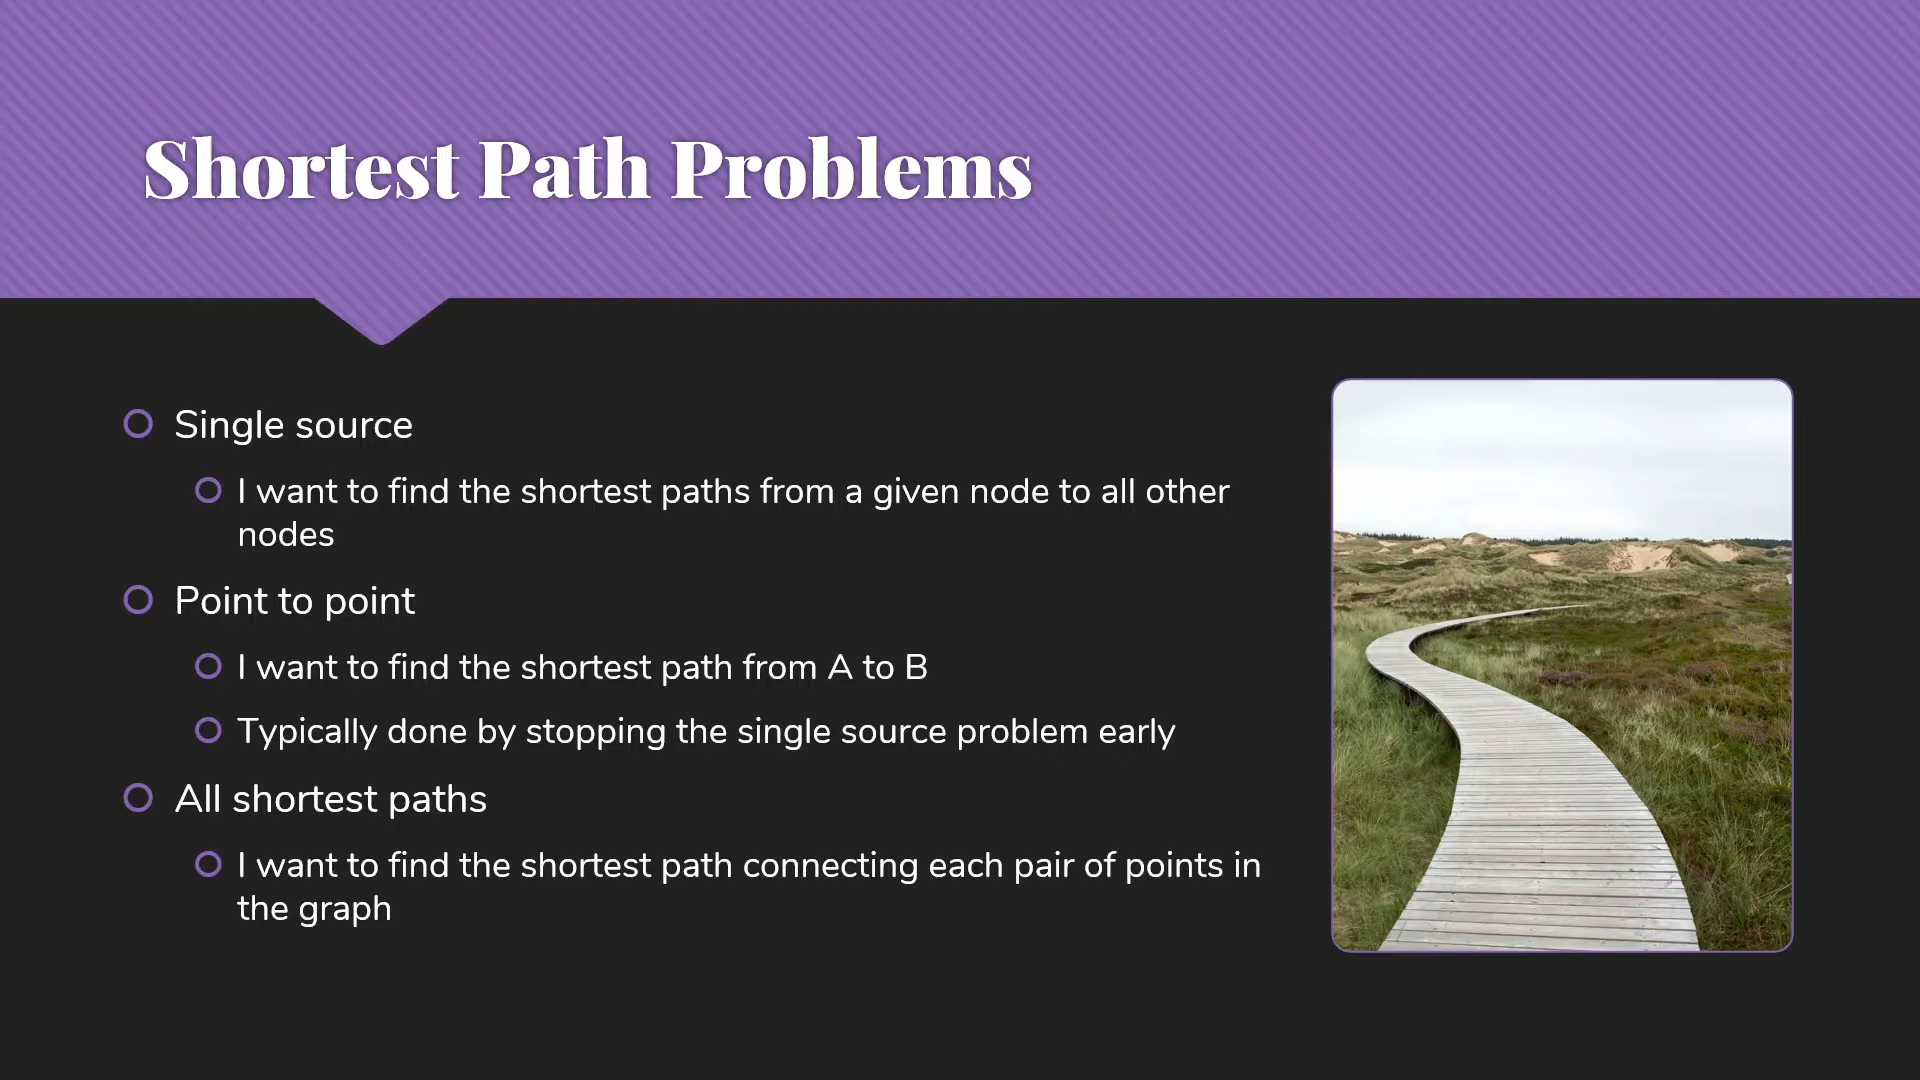 Shortest Path Problems
Single source
I want to find the shortest paths from a given node to all other
nodes
Point to point
I want to find the shortest path from A to B
Typically done by stopping the single source problem early
All shortest paths
I want to find the shortest path connecting each pair of points in
the graph